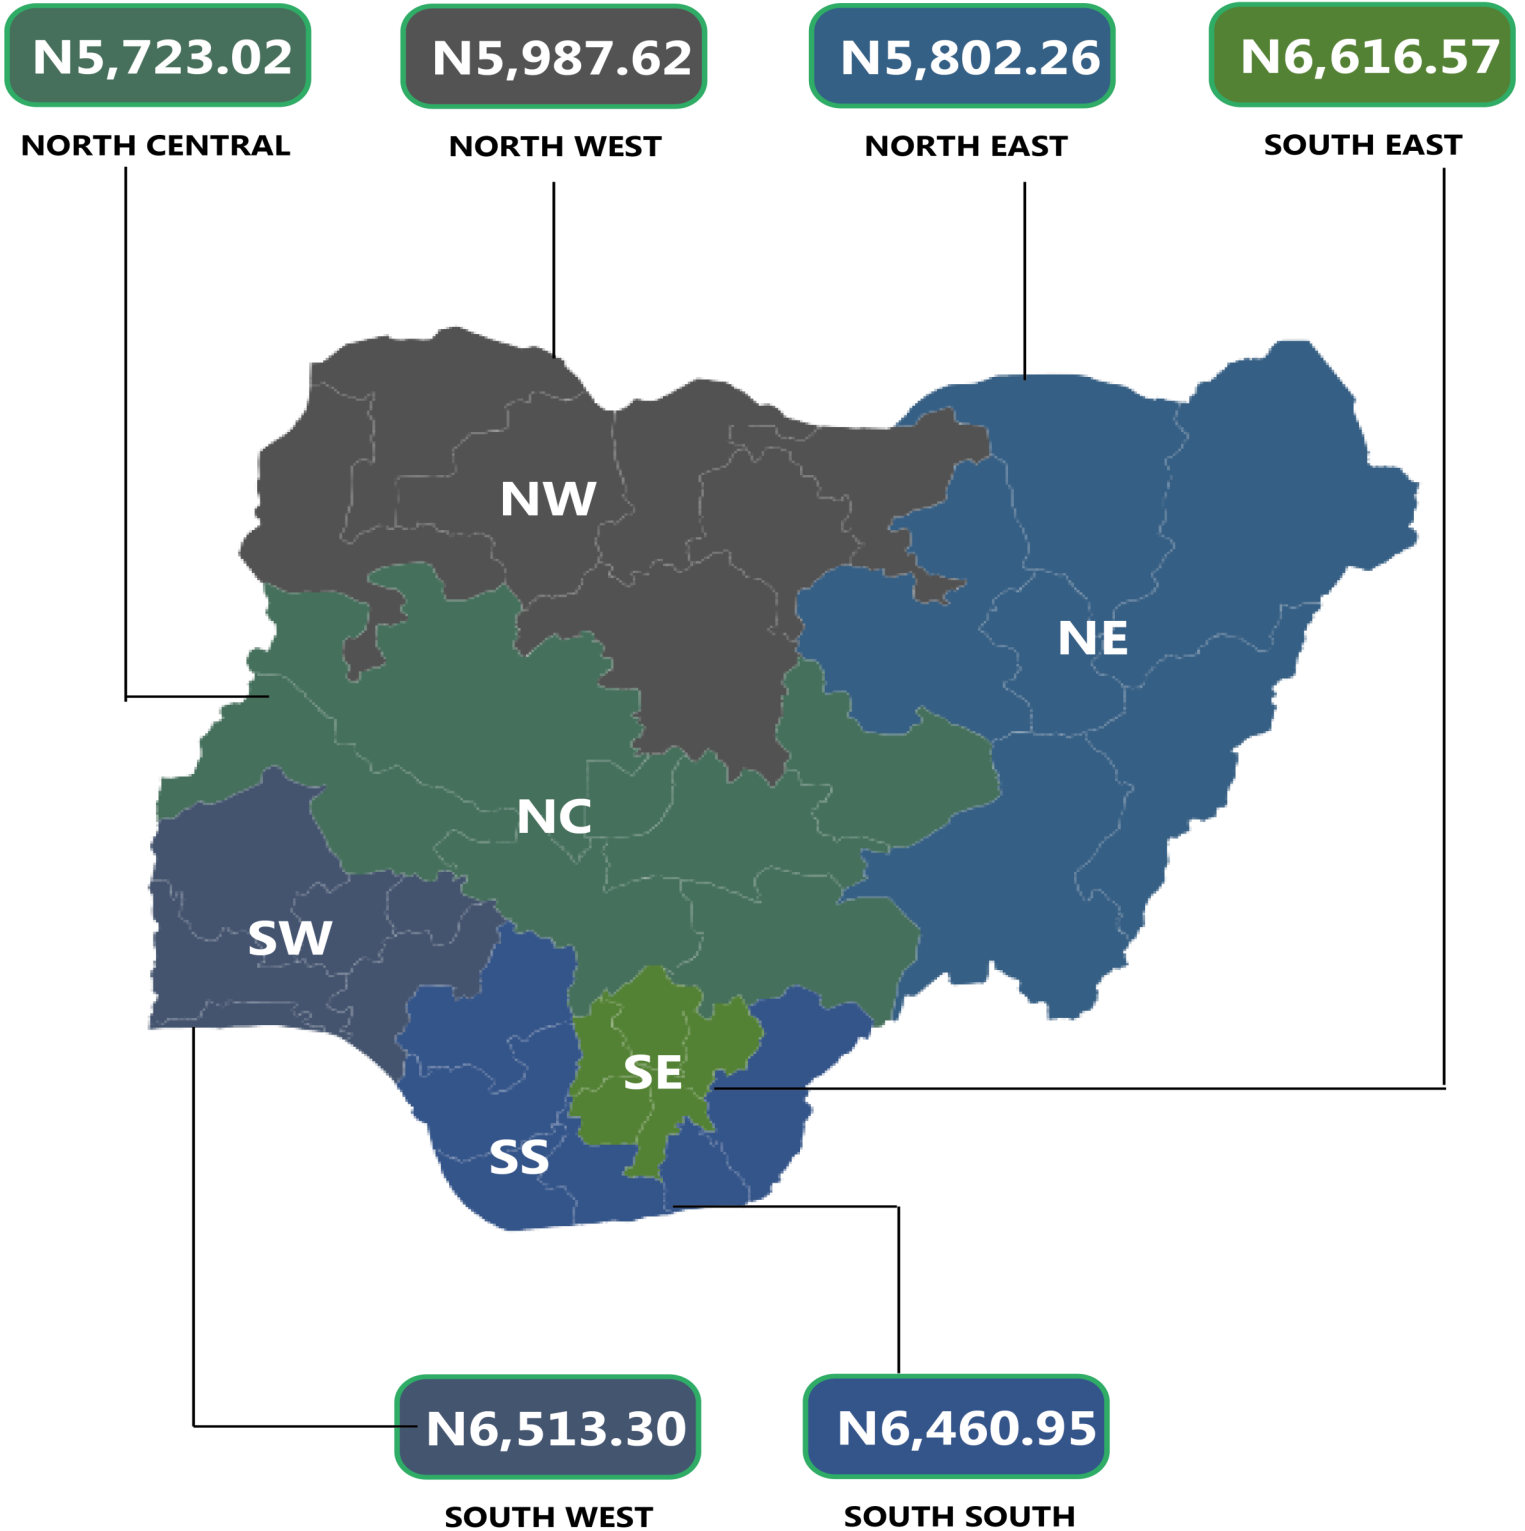 N5,723.02
N5,987.62
N5,802.26
N6,616.57
NORTH CENTRAL
NORTH WEST
NORTH EAST
SOUTH EAST
NW
NE
NC
SW
SE
SS
N6,513.30
N6,460.95
SOUTH WEST
SOUTH SOUTH